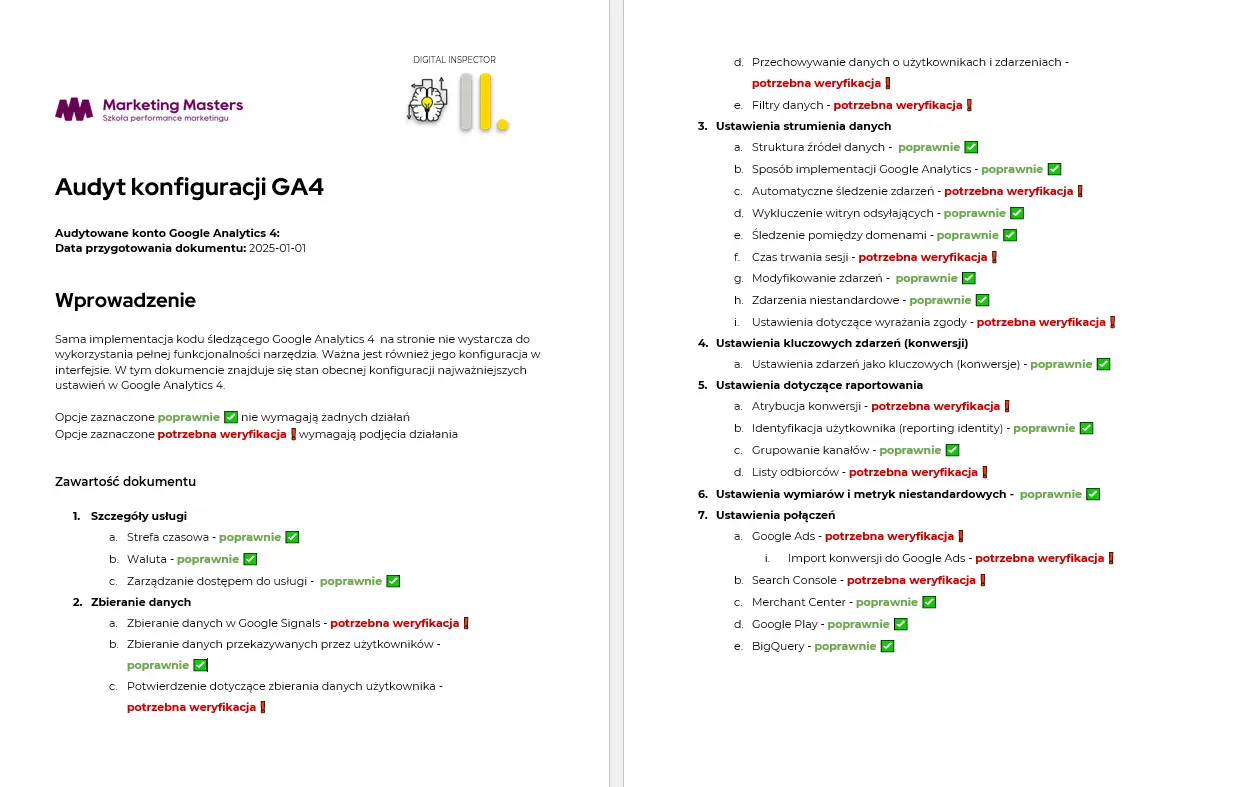 DIGITAL INSPECTOR
Marketing Masters
Szkoła performance marketingu
Audyt konfiguracji GA4
Audytowane konto Google Analytics 4:
Data przygotowania dokumentu: 2025-01-01
Wprowadzenie
Sama implementacja kodu śledzącego Google Analytics 4 na stronie nie wystarcza do
wykorzystania pełnej funkcjonalności narzędzia. Ważna jest również jego konfiguracja w
interfejsie. W tym dokumencie znajduje się stan obecnej konfiguracji najważniejszych
ustawień w Google Analytics 4.
Opcje zaznaczone poprawnie ✅ nie wymagają żadnych działań
Opcje zaznaczone potrzebna weryfikacja❗ wymagają podjęcia działania
Zawartość dokumentu
1. Szczegóły usługi
a. Strefa czasowa - poprawnie ✅
b. Waluta - poprawnie ✅
c. Zarządzanie dostępem do usługi - poprawnie ✅
2. Zbieranie danych
a. Zbieranie danych w Google Signals - potrzebna weryfikacja❗
b. Zbieranie danych przekazywanych przez użytkowników -
poprawnie ✅
c. Potwierdzenie dotyczące zbierania danych użytkownika -
potrzebna weryfikacja❗
d. Przechowywanie danych o użytkownikach i zdarzeniach -
potrzebna weryfikacja❗
e. Filtry danych - potrzebna weryfikacja❗
3. Ustawienia strumienia danych
a. Struktura źródeł danych - poprawnie ✅
b. Sposób implementacji Google Analytics - poprawnie ✅
c. Automatyczne śledzenie zdarzeń - potrzebna weryfikacja❗
d. Wykluczenie witryn odsyłających - poprawnie ✅
e. Śledzenie pomiędzy domenami - poprawnie ✅
f. Czas trwania sesji - potrzebna weryfikacja❗
g. Modyfikowanie zdarzeń - poprawnie ✅
h. Zdarzenia niestandardowe - poprawnie ✅
i. Ustawienia dotyczące wyrażania zgody - potrzebna weryfikacja❗
4. Ustawienia kluczowych zdarzeń (konwersji)
a. Ustawienia zdarzeń jako kluczowych (konwersje) - poprawnie ✅
5. Ustawienia dotyczące raportowania
a. Atrybucja konwersji - potrzebna weryfikacja❗
b. Identyfikacja użytkownika (reporting identity) - poprawnie ✅
c. Grupowanie kanałów - poprawnie ✅
d. Listy odbiorców - potrzebna weryfikacja❗
6. Ustawienia wymiarów i metryk niestandardowych - poprawnie ✅
7. Ustawienia połączeń
a. Google Ads - potrzebna weryfikacja❗
i. Import konwersji do Google Ads - potrzebna weryfikacja❗
b. Search Console - potrzebna weryfikacja❗
c. Merchant Center - poprawnie ✅
d. Google Play - poprawnie ✅
e. BigQuery - poprawnie ✅